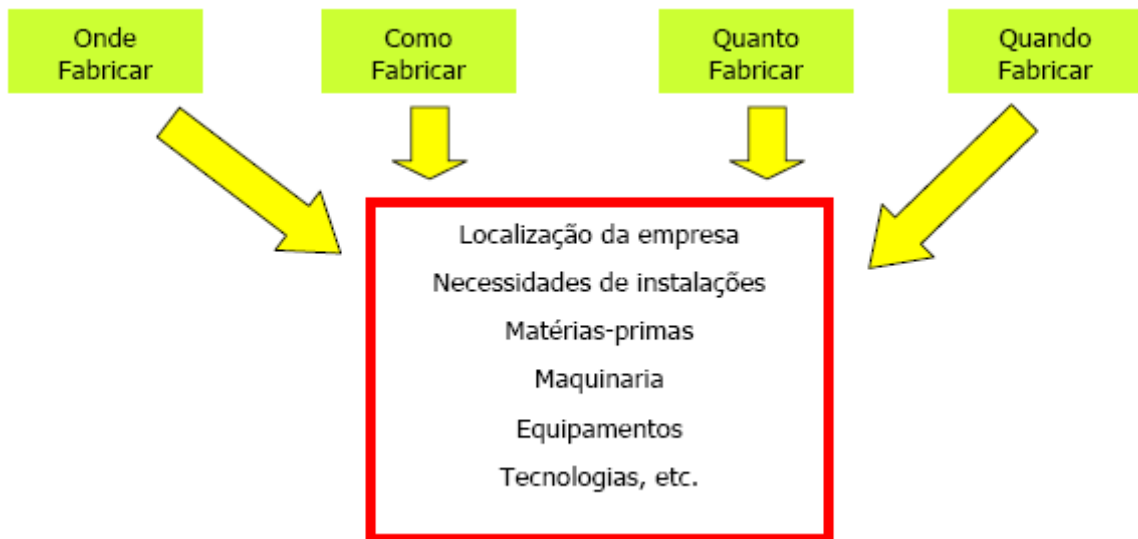 Onde
Fabricar
Como
Fabricar
Quanto
Fabricar
Quando
Fabricar
Localização da empresa
Necessidades de instalações
Matérias-primas
Maquinaria
Equipamentos
Tecnologias, etc.